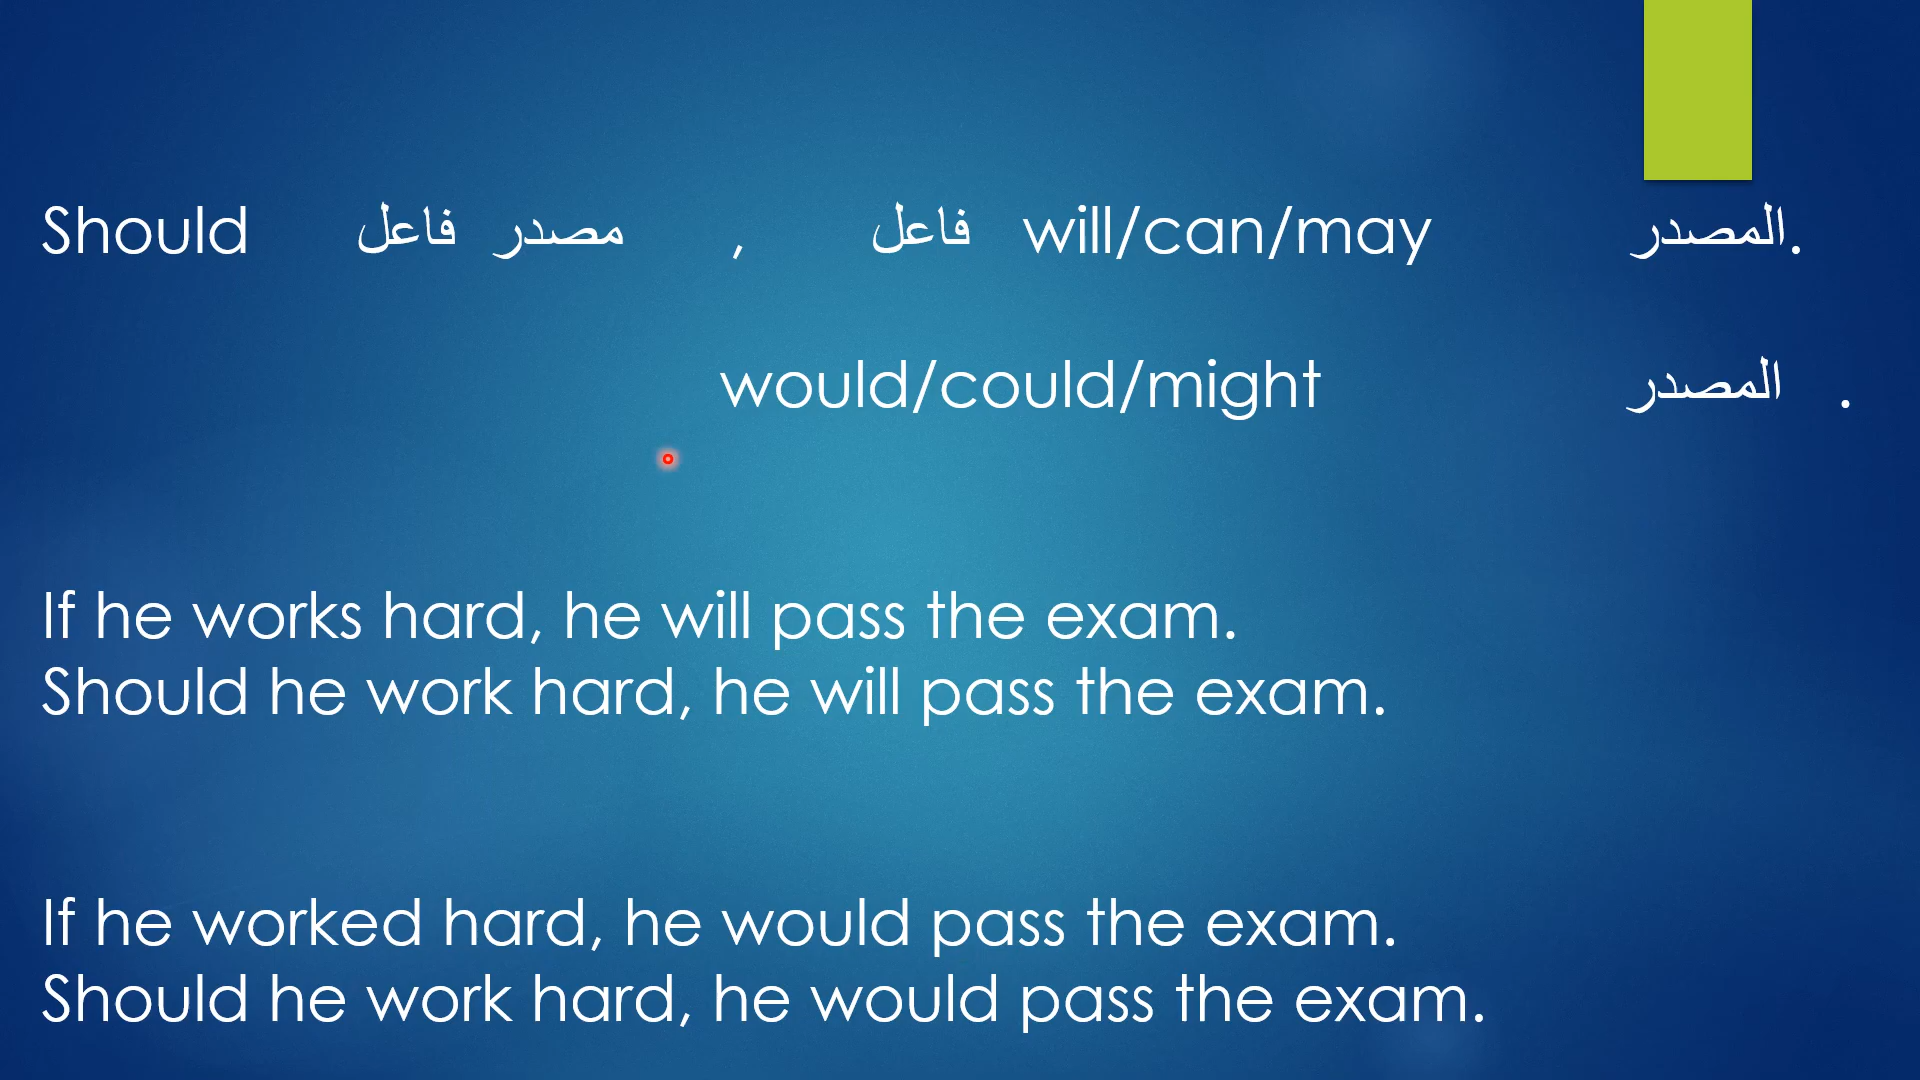 Should فاعل مصدر , فاعل will/can/may المصدر.
would/could/might المصدر .
If he works hard, he will pass the exam.
Should he work hard, he will pass the exam.
If he worked hard, he would pass the exam.
Should he work hard, he would pass the exam.